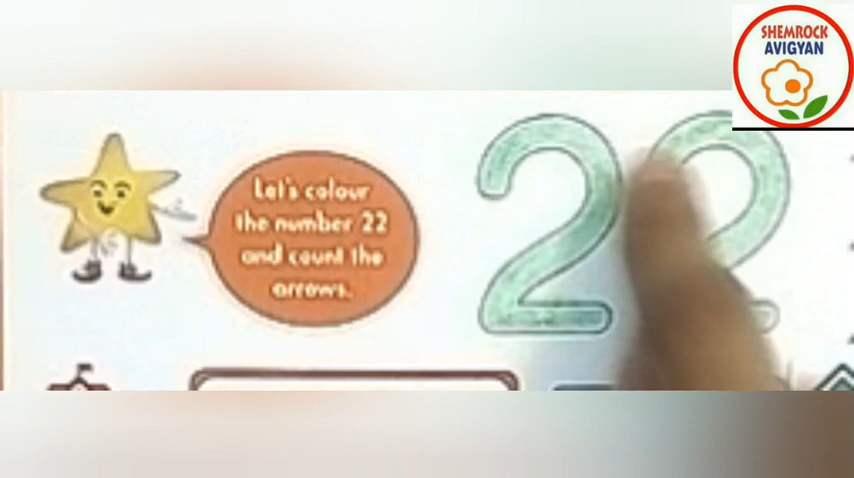 SHEMROCK
AVIGYAN
Let's colour
the number 22
and count the
arrows.
22